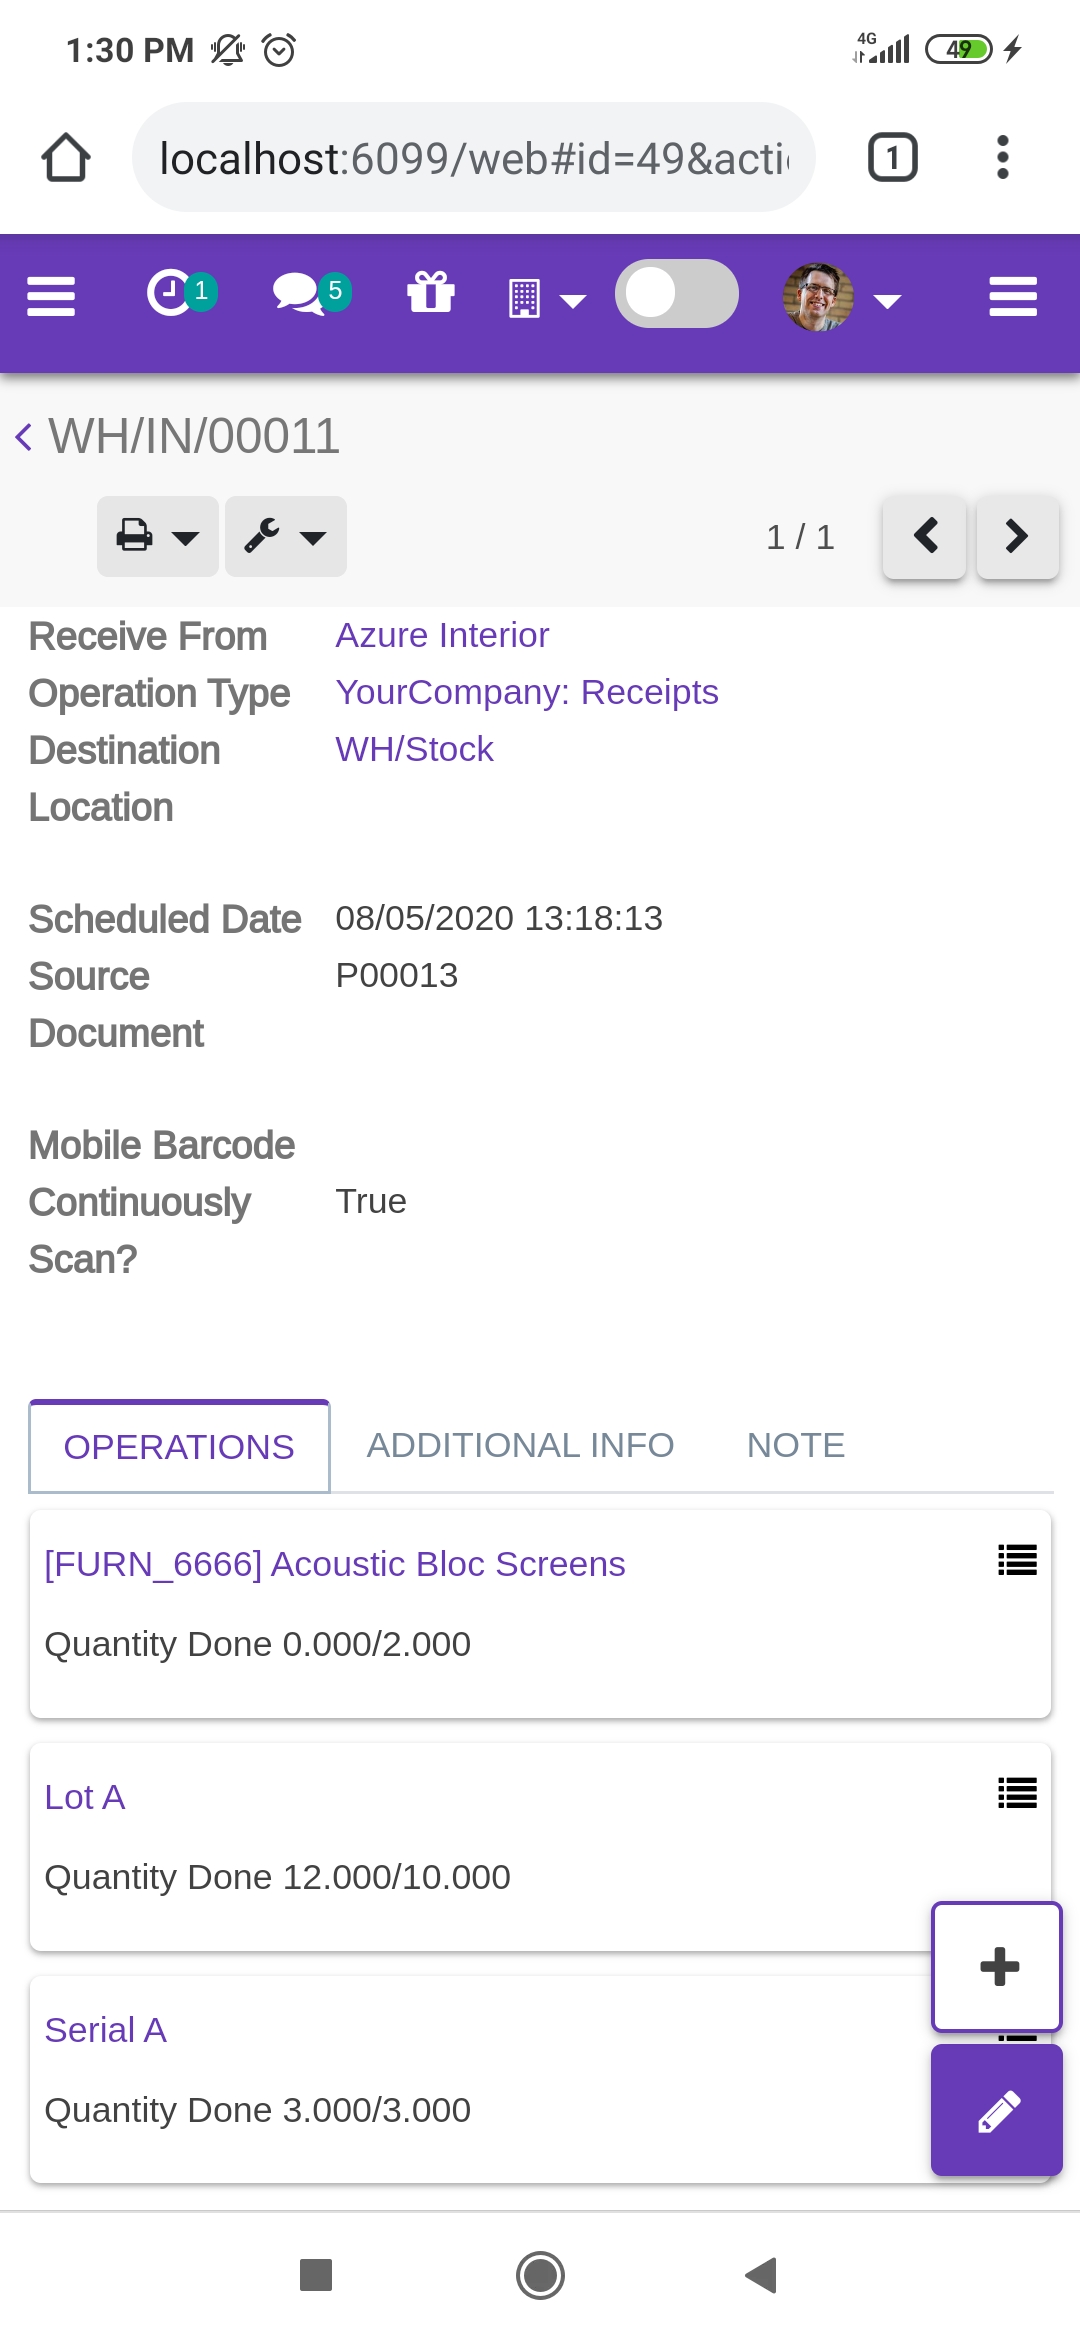 1:30 PM
4G
49
localhost:6099/web#id=49&acti
1
1
5
WH/IN/00011
1 / 1
Receive From Azure Interior
Operation Type YourCompany: Receipts
Destination WH/Stock
Location
Scheduled Date 08/05/2020 13:18:13
Source P00013
Document
Mobile Barcode
Continuously True
Scan?
OPERATIONS ADDITIONAL INFO NOTE
[FURN_6666] Acoustic Bloc Screens
Quantity Done 0.000/2.000
Lot A
Quantity Done 12.000/10.000
Serial A
Quantity Done 3.000/3.000